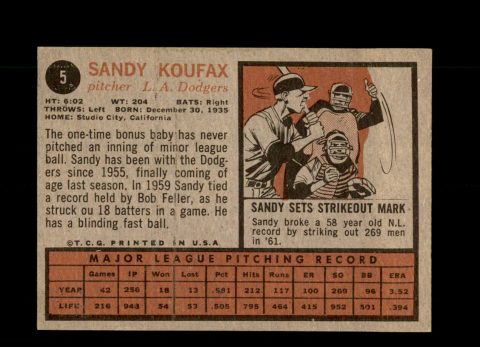 5
SANDY KOUFAX
pitcher L. A. Dodgers
HT: 6:02 WT: 204 BATS: Right
THROWS: Left BORN: December 30, 1935
HOME: Studio City, California
The one-time bonus baby has never
pitched an inning of minor league
ball. Sandy has been with the Dodg-
ers since 1955, finally coming of
age last season. In 1959 Sandy tied
a record held by Bob Feller, as he
struck ou 18 batters in a game. He
has a blinding fast ball.
© T. C. G. PRINTED IN U.S.A.
SANDY SETS STRIKEOUT MARK
Sandy broke a 58 year old N.L.
record by striking out 269 men
in '61.
MAJOR LEAGUE PITCHING RECORD
Games IP Won Lost Pct. Hits Runs ER SO BB ERA
YEAR 42 256 18 13 .581 212 117 100 269 96 3.52
LIFE 216 943 54 53 .505 795 464 415 952 501 .394